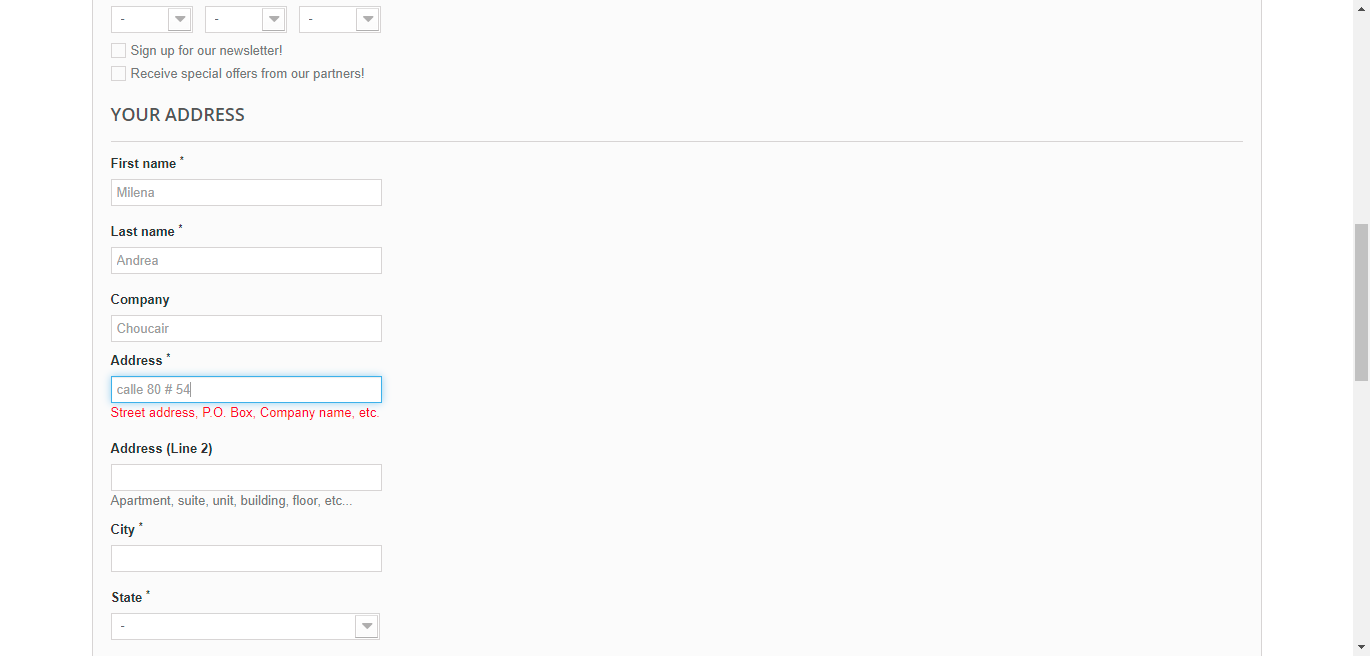 - - -
Sign up for our newsletter!
Receive special offers from our partners!
YOUR ADDRESS
First name *
Milena
Last name *
Andrea
Company
Choucair
Address *
calle 80 # 54
Street address, P.O. Box, Company name, etc.
Address (Line 2)
Apartment, suite, unit, building, floor, etc...
City *
State *
-